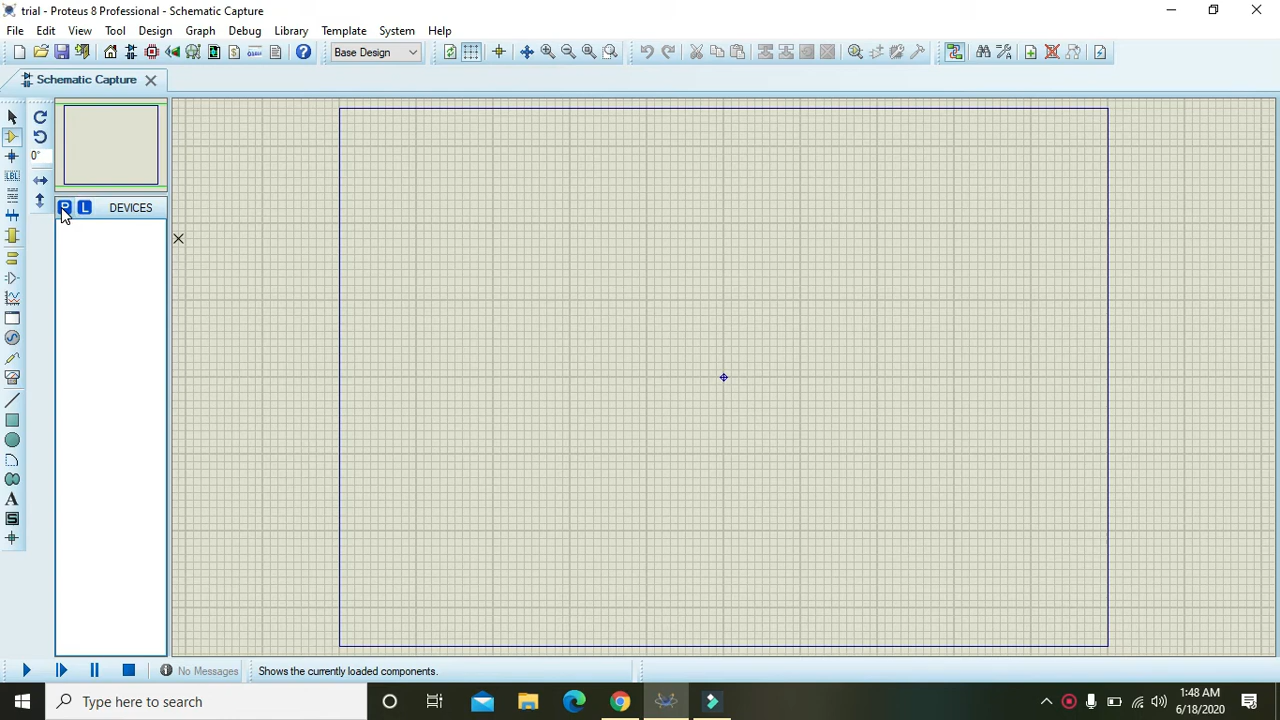 trial - Proteus 8 Professional - Schematic Capture
File Edit View Tool Design Graph Debug Library Template System Help
Base Design
Schematic Capture
0°
LBL
P L DEVICES
A
S
No Messages
Shows the currently loaded components.
Type here to search
1:48 AM
6/18/2020